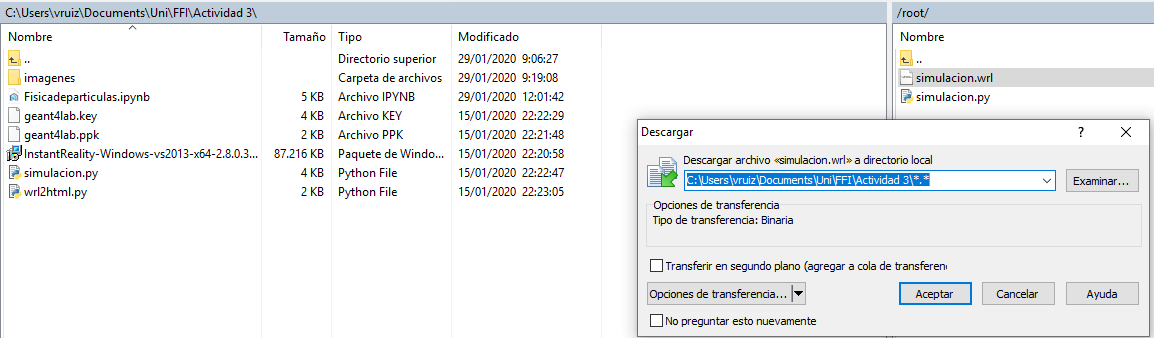 C:\Users\vruiz\Documents\Uni\FFI\Actividad 3\
Nombre Tamaño Tipo Modificado
.. Directorio superior 29/01/2020 9:06:27
imagenes Carpeta de archivos 29/01/2020 9:19:08
Fisicadeparticulas.ipynb 5 KB Archivo IPYNB 29/01/2020 12:01:42
geant4lab.key 4 KB Archivo KEY 15/01/2020 22:22:29
geant4lab.ppk 2 KB Archivo PPK 15/01/2020 22:21:48
InstantReality-Windows-vs2013-x64-2.8.0.3... 87.216 KB Paquete de Windo... 15/01/2020 22:20:58
simulacion.py 4 KB Python File 15/01/2020 22:22:47
wrl2html.py 2 KB Python File 15/01/2020 22:23:05
/root/
Nombre
..
simulacion.wrl
simulacion.py
Descargar ?
Descargar archivo «simulacion.wrl» a directorio local
C:\Users\vruiz\Documents\Uni\FFI\Actividad 3\*.*
Examinar...
Opciones de transferencia
Tipo de transferencia: Binaria
Transferir en segundo plano (agregar a cola de transferen
Opciones de transferencia... Aceptar Cancelar Ayuda
No preguntar esto nuevamente